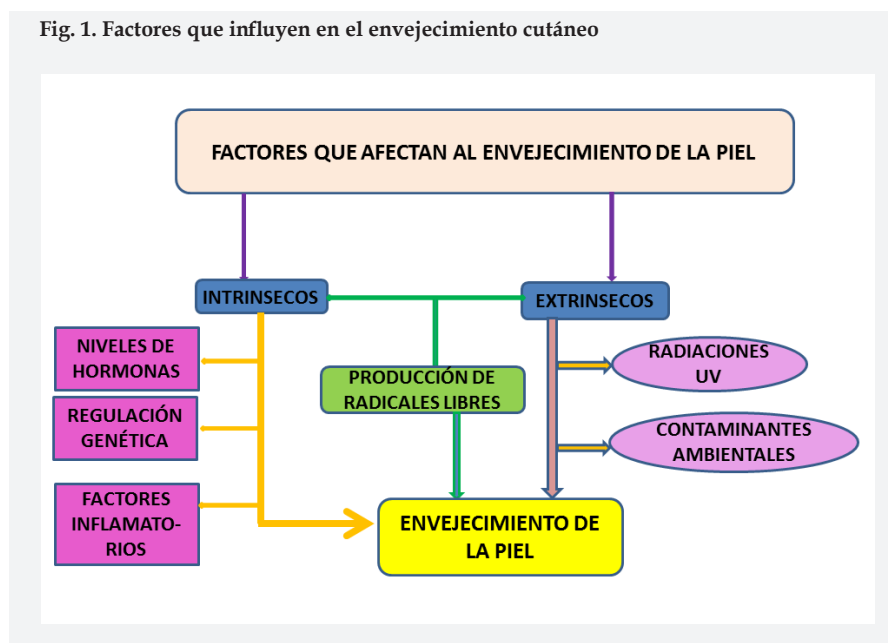 Fig. 1. Factores que influyen en el envejecimiento cutáneo
FACTORES QUE AFECTAN AL ENVEJECIMIENTO DE LA PIEL
INTRINSECOS
EXTRINSECOS
NIVELES DE
HORMONAS
REGULACIÓN
GENÉTICA
FACTORES
INFLAMATO-
RIOS
PRODUCCIÓN DE
RADICALES LIBRES
RADIACIONES
UV
CONTAMINANTES
AMBIENTALES
ENVEJECIMIENTO DE
LA PIEL